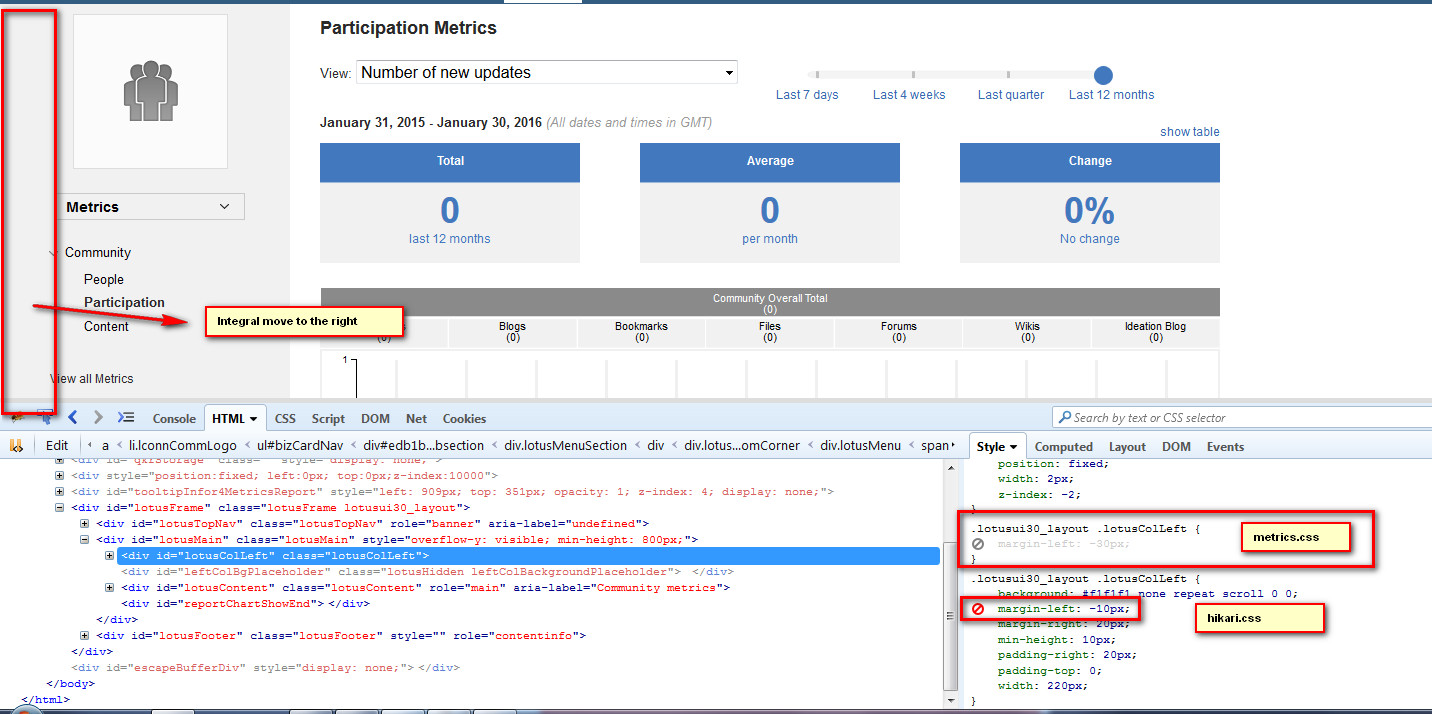 Participation Metrics
View: Number of new updates
Last 7 days Last 4 weeks Last quarter Last 12 months
January 31, 2015 - January 30, 2016 (All dates and times in GMT)
show table
Total Average Change
0 0 0%
last 12 months per month No change
Metrics
Community
People
Participation
Content
View all Metrics
Integral move to the right
Community Overall Total
(0)
Blogs Bookmarks Files Forums Wikis Ideation Blog
(0) (0) (0) (0) (0) (0) (0)
1
Console HTML CSS Script DOM Net Cookies
Search by text or CSS selector
Edit a < li.lconnCommLogo < ul#bizCardNav < div#edb1b...bsection < div.lotusMenuSection < div < div.lotus...omCorner < div.lotusMenu < span
Style Computed Layout DOM Events
<div id="qkrStorage" class="" style="display: none;">
<div style="position:fixed; left:0px; top:0px;z-index:10000">
<div id="tooltipInfor4MetricsReport" style="left: 909px; top: 351px; opacity: 1; z-index: 4; display: none;">
<div id="lotusFrame" class="lotusFrame lotusui30_layout">
<div id="lotusTopNav" class="lotusTopNav" role="banner" aria-label="undefined">
<div id="lotusMain" class="lotusMain" style="overflow-y: visible; min-height: 800px;">
<div id="lotusColLeft" class="lotusColLeft">
<div id="leftColBgPlaceholder" class="lotusHidden leftColBackgroundPlaceholder"> </div>
<div id="lotusContent" class="lotusContent" role="main" aria-label="Community metrics">
<div id="reportChartShowEnd"> </div>
</div>
<div id="lotusFooter" class="lotusFooter" style="" role="contentinfo">
</div>
<div id="escapeBufferDiv" style="display: none;"> </div>
</body>
</html>
position: fixed;
width: 2px;
z-index: -2;
}
.lotusui30_layout .lotusColLeft {
margin-left: -30px;
}
metrics.css
.lotusui30_layout .lotusColLeft {
background: #f1f1f1 none repeat scroll 0 0;
margin-left: -10px;
margin-right: 20px;
min-height: 10px;
padding-right: 20px;
padding-top: 0;
width: 220px;
}
hikari.css